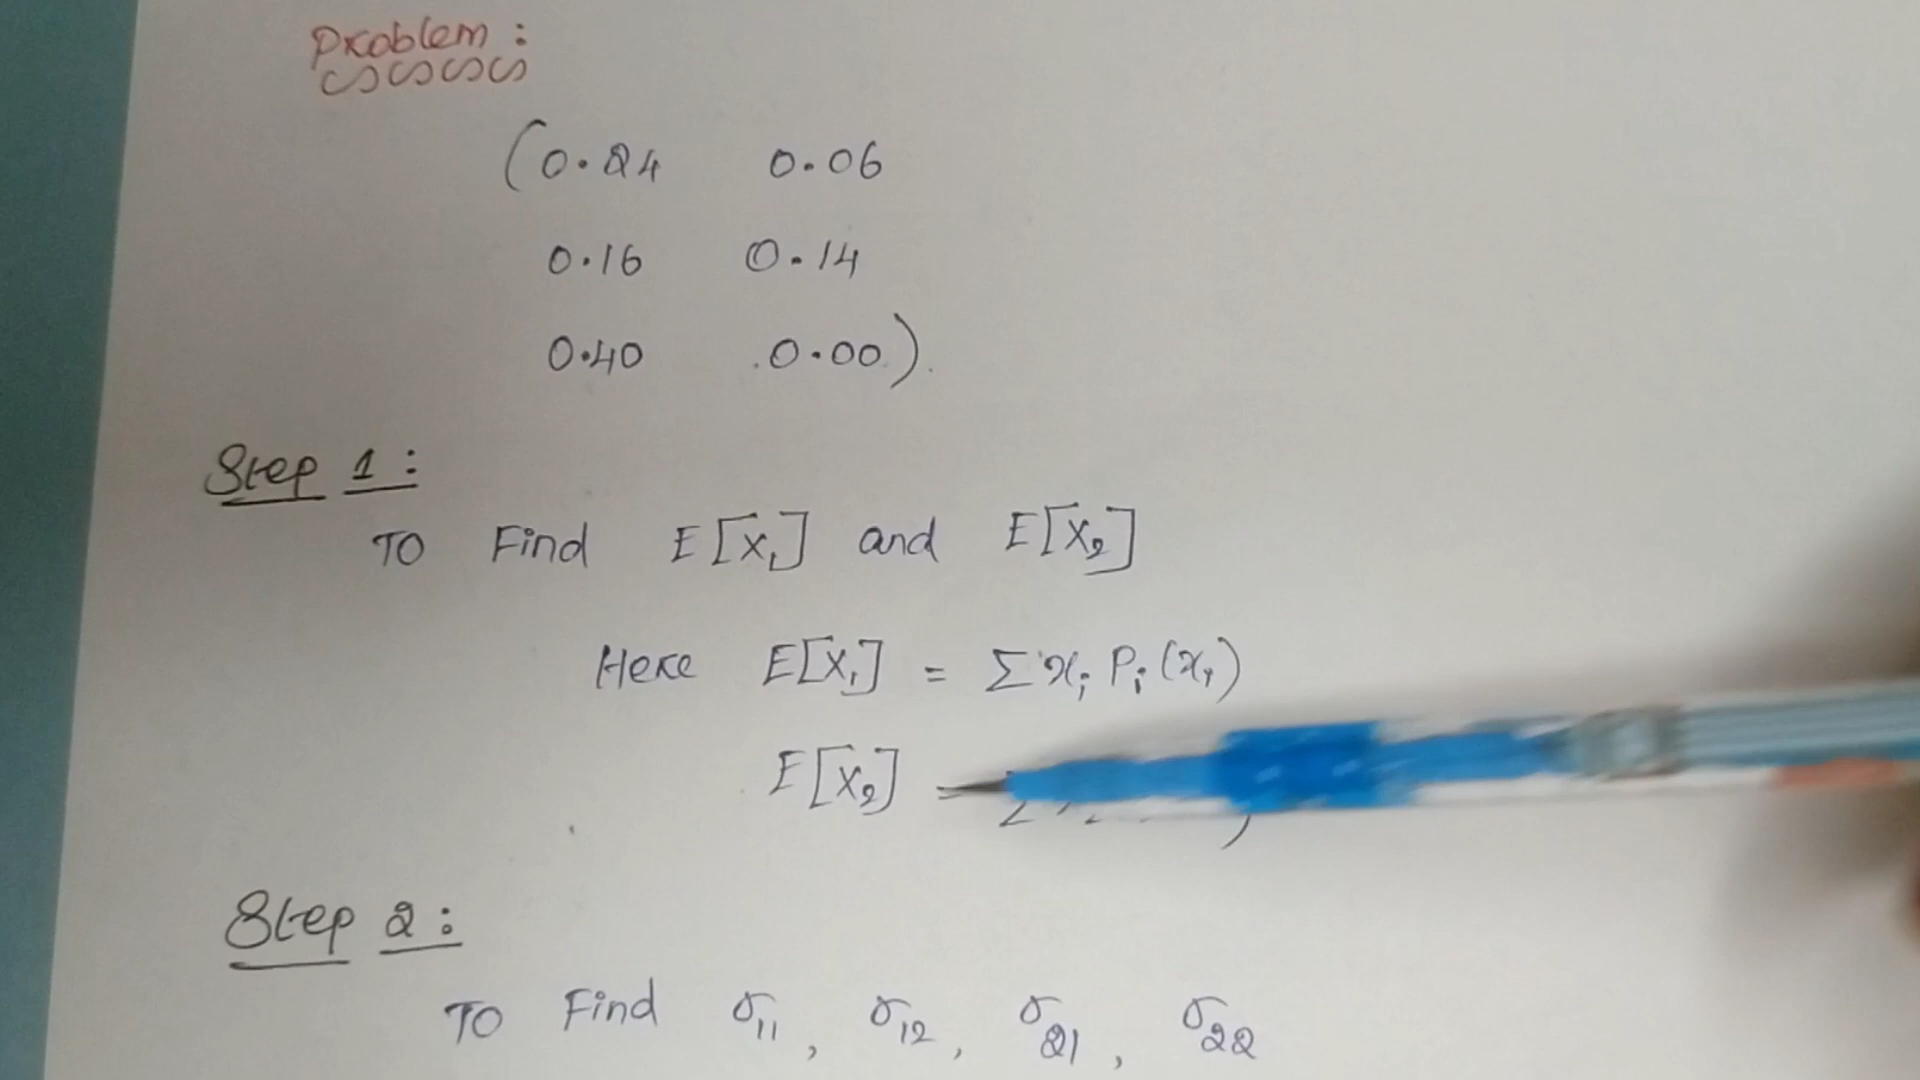 Problem :
(0.24 0.06
0.16 0.14
0.40 0.00).
Step 1 :
TO Find E[X₁] and E[X₂]
Here E[X₁] = Σ xᵢ Pᵢ(xᵢ)
E[X₂] =
Step 2 :
TO Find σ₁₁, σ₁₂, σ₂₁, σ₂₂